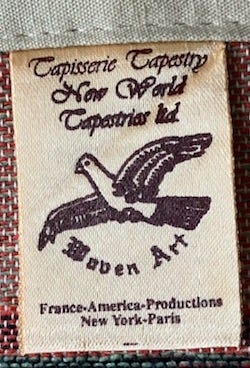 Tapisserie Tapestry
New World
Tapestries ltd.
Woven Art
France-America-Productions
New York-Paris